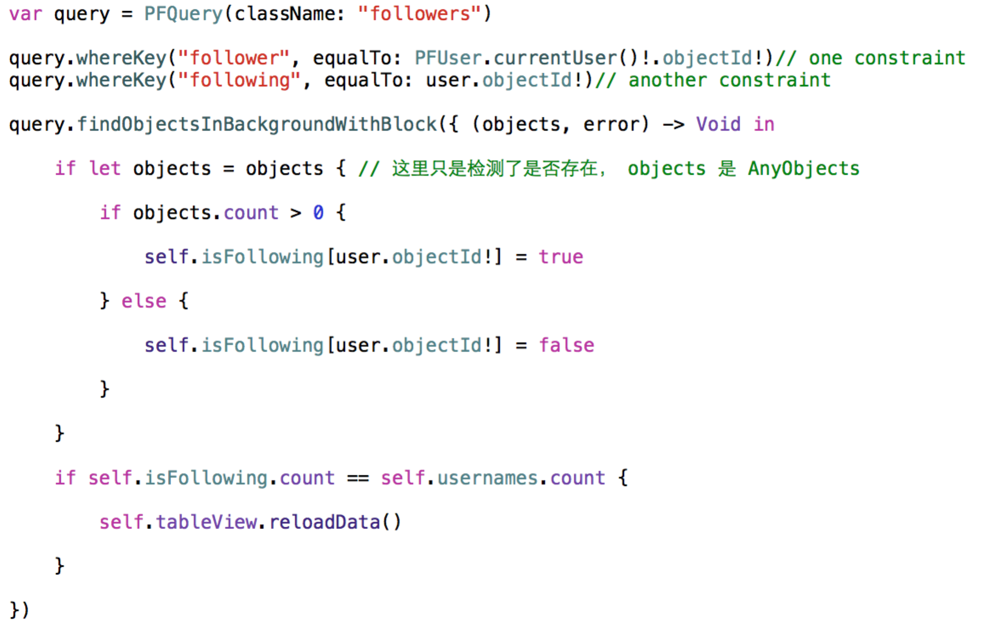 var query = PFQuery(className: "followers")
query.whereKey("follower", equalTo: PFUser.currentUser()!.objectId!)// one constraint
query.whereKey("following", equalTo: user.objectId!)// another constraint
query.findObjectsInBackgroundWithBlock({ (objects, error) -> Void in
if let objects = objects { // 这里只是检测了是否存在， objects 是 AnyObjects
if objects.count > 0 {
self.isFollowing[user.objectId!] = true
} else {
self.isFollowing[user.objectId!] = false
}
}
if self.isFollowing.count == self.usernames.count {
self.tableView.reloadData()
}
})